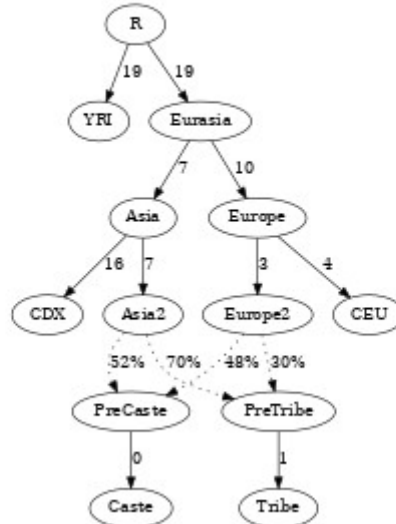 R
19 19
YRI Eurasia
7 10
Asia Europe
16 7 3 4
CDX Asia2 Europe2 CEU
52% 70% 48% 30%
PreCaste PreTribe
0 1
Caste Tribe